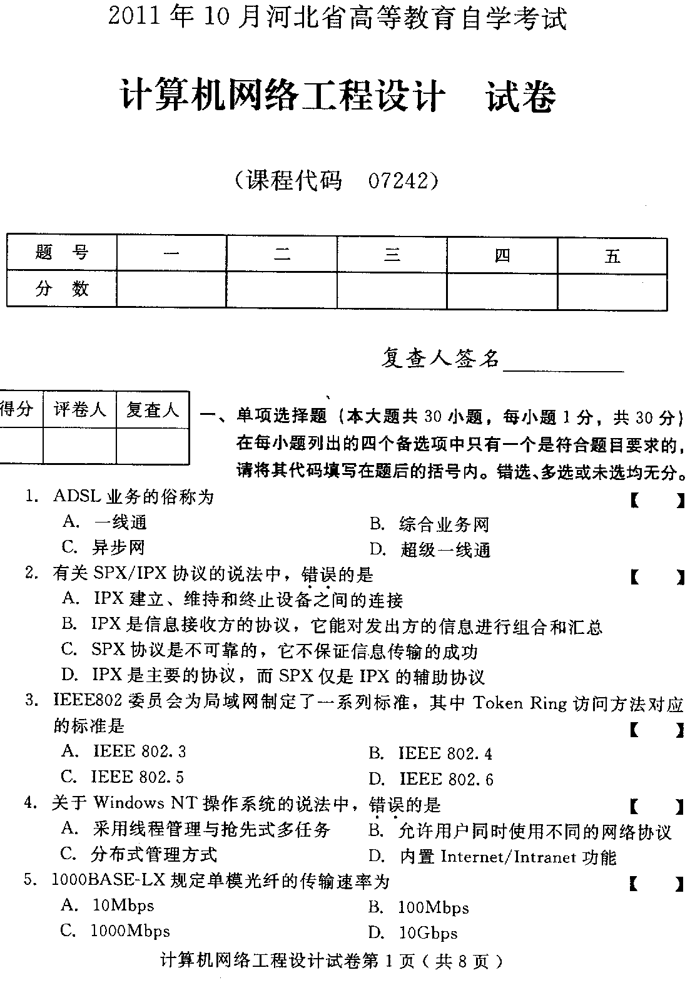 2011 年 10 月河北省高等教育自学考试
计算机网络工程设计 试卷
（课程代码 07242）
题 号 一 二 三 四 五
分 数
复查人签名
得分 评卷人 复查人
一、单项选择题（本大题共 30 小题，每小题 1 分，共 30 分）
在每小题列出的四个备选项中只有一个是符合题目要求的，
请将其代码填写在题后的括号内。错选、多选或未选均无分。
1. ADSL 业务的俗称为 【 】
A. 一线通 B. 综合业务网
C. 异步网 D. 超级一线通
2. 有关 SPX/IPX 协议的说法中，错误的是 【 】
A. IPX 建立、维持和终止设备之间的连接
B. IPX 是信息接收方的协议，它能对发出方的信息进行组合和汇总
C. SPX 协议是不可靠的，它不保证信息传输的成功
D. IPX 是主要的协议，而 SPX 仅是 IPX 的辅助协议
3. IEEE802 委员会为局域网制定了一系列标准，其中 Token Ring 访问方法对应
的标准是 【 】
A. IEEE 802.3 B. IEEE 802.4
C. IEEE 802.5 D. IEEE 802.6
4. 关于 Windows NT 操作系统的说法中，错误的是 【 】
A. 采用线程管理与抢先式多任务 B. 允许用户同时使用不同的网络协议
C. 分布式管理方式 D. 内置 Internet/Intranet 功能
5. 1000BASE-LX 规定单模光纤的传输速率为 【 】
A. 10Mbps B. 100Mbps
C. 1000Mbps D. 10Gbps
计算机网络工程设计试卷第 1 页（共 8 页）